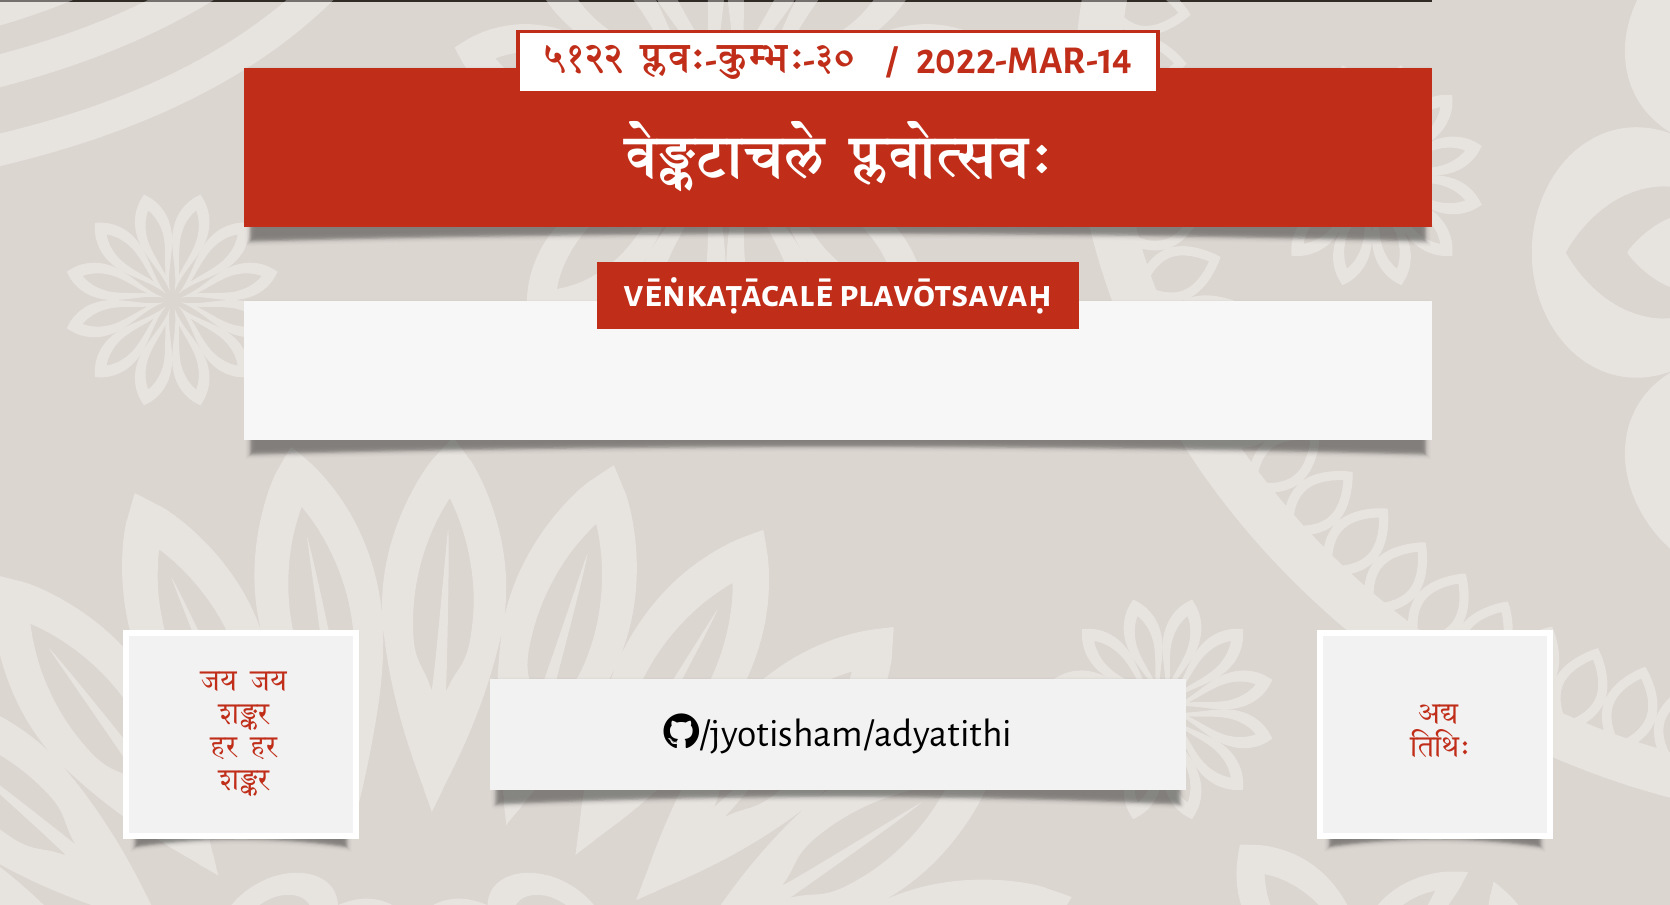 ५१२२ प्लवः-कुम्भः-३० / 2022-MAR-14
वेङ्कटाचले प्लवोत्सवः
VĒṄKAṬĀCALĒ PLAVŌTSAVAḤ
जय जय
शङ्कर
हर हर
शङ्कर
/jyotisham/adyatithi
अद्य
तिथिः